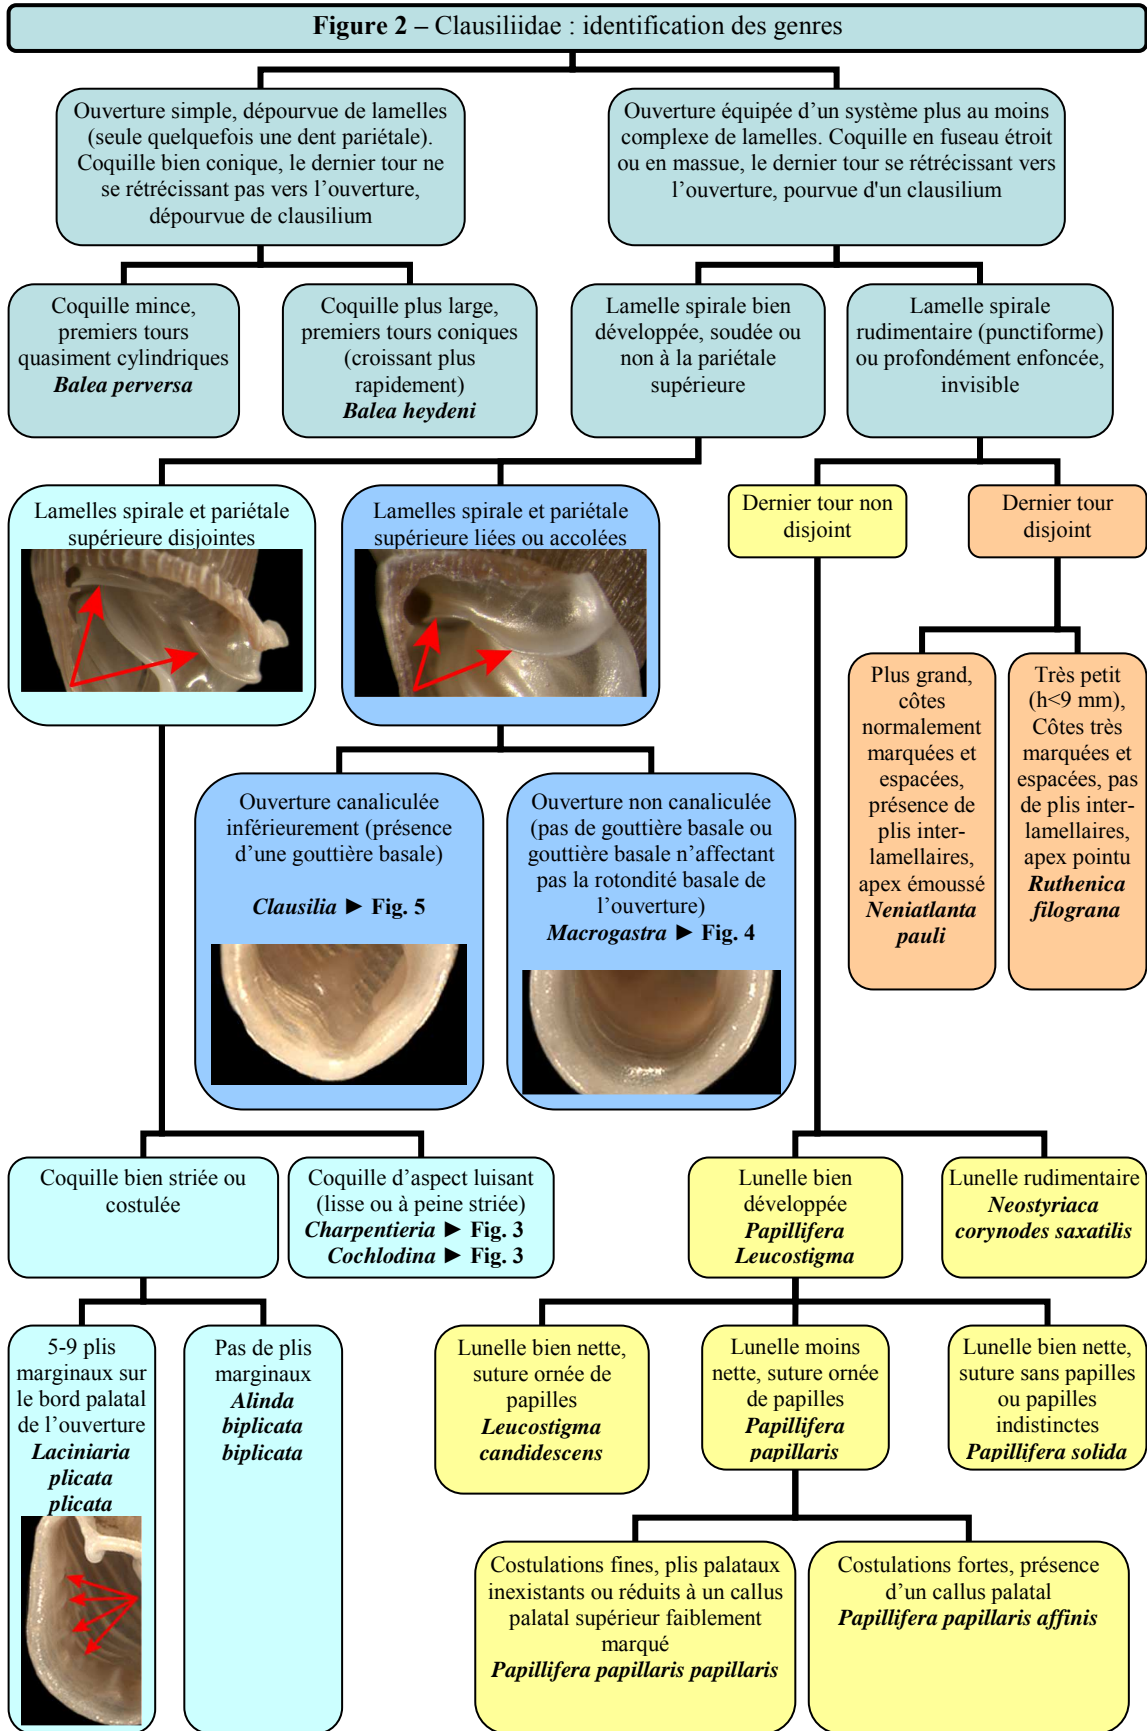 Figure 2 – Clausiliidae : identification des genres
Ouverture simple, dépourvue de lamelles
(seule quelquefois une dent pariétale).
Coquille bien conique, le dernier tour ne
se rétrécissant pas vers l'ouverture,
dépourvue de clausilium
Ouverture équipée d'un système plus au moins
complexe de lamelles. Coquille en fuseau étroit
ou en massue, le dernier tour se rétrécissant vers
l'ouverture, pourvue d'un clausilium
Coquille mince,
premiers tours
quasiment cylindriques
Balea perversa
Coquille plus large,
premiers tours coniques
(croissant plus
rapidement)
Balea heydeni
Lamelle spirale bien
développée, soudée ou
non à la pariétale
supérieure
Lamelle spirale
rudimentaire (punctiforme)
ou profondément enfoncée,
invisible
Lamelles spirale et pariétale
supérieure disjointes
Lamelles spirale et pariétale
supérieure liées ou accolées
Dernier tour non
disjoint
Dernier tour
disjoint
Plus grand,
côtes
normalement
marquées et
espacées,
présence de
plis inter-
lamellaires,
apex émoussé
Neniatlanta
pauli
Très petit
(h<9 mm),
Côtes très
marquées et
espacées, pas
de plis inter-
lamellaires,
apex pointu
Ruthenica
filograna
Ouverture canaliculée
inférieurement (présence
d'une gouttière basale)
Clausilia ► Fig. 5
Ouverture non canaliculée
(pas de gouttière basale ou
gouttière basale n'affectant
pas la rotondité basale de
l'ouverture)
Macrogastra ► Fig. 4
Coquille bien striée ou
costulée
Coquille d'aspect luisant
(lisse ou à peine striée)
Charpentieria ► Fig. 3
Cochlodina ► Fig. 3
Lunelle bien
développée
Papillifera
Leucostigma
Lunelle rudimentaire
Neostyriaca
corynodes saxatilis
5-9 plis
marginaux sur
le bord palatal
de l'ouverture
Laciniaria
plicata
plicata
Pas de plis
marginaux
Alinda
biplicata
biplicata
Lunelle bien nette,
suture ornée de
papilles
Leucostigma
candidescens
Lunelle moins
nette, suture ornée
de papilles
Papillifera
papillaris
Lunelle bien nette,
suture sans papilles
ou papilles
indistinctes
Papillifera solida
Costulations fines, plis palataux
inexistants ou réduits à un callus
palatal supérieur faiblement
marqué
Papillifera papillaris papillaris
Costulations fortes, présence
d'un callus palatal
Papillifera papillaris affinis